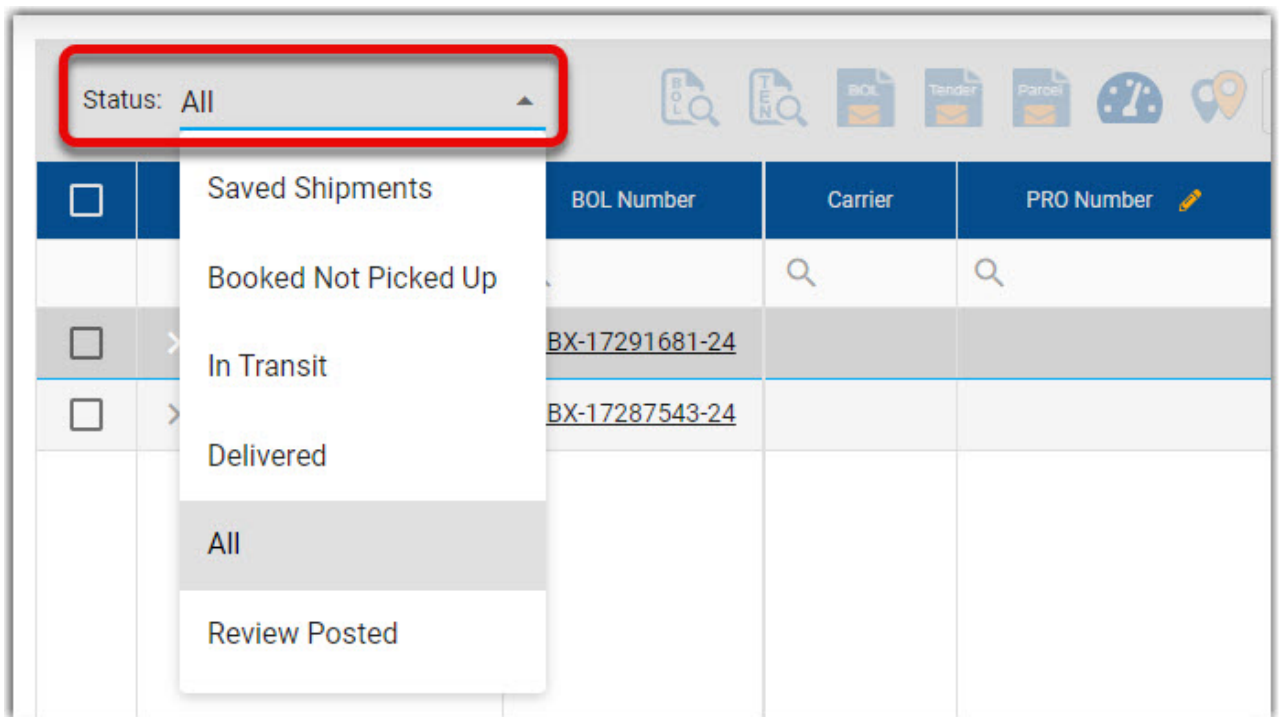 Status: All
BOL
TEN
BOL
Tender
Parcel
BOL Number
Carrier
PRO Number
Saved Shipments
Booked Not Picked Up
In Transit
Delivered
All
Review Posted
BX-17291681-24
BX-17287543-24